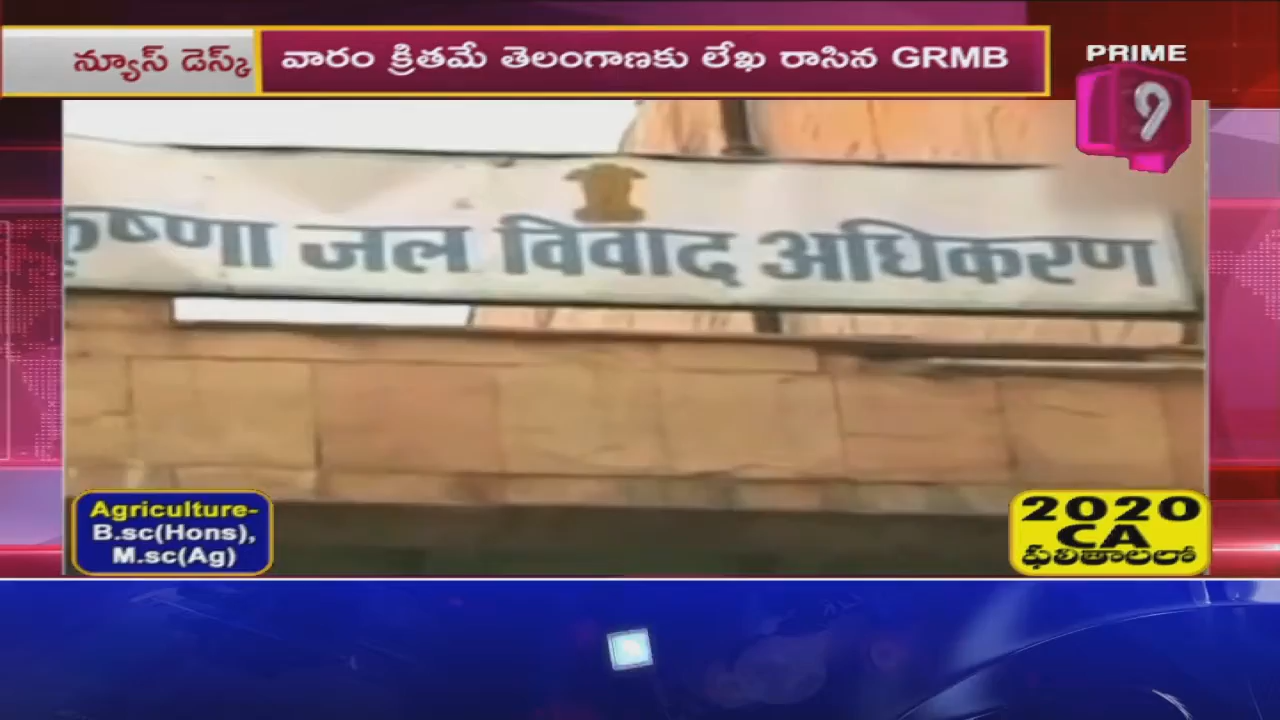 న్యూస్ డెస్క్
వారం క్రితమే తెలంగాణకు లేఖ రాసిన GRMB
PRIME
9
कृष्णा जल विवाद अधिकरण
Agriculture-
B.sc(Hons),
M.sc(Ag)
2020
CA
ఫలితాలలో